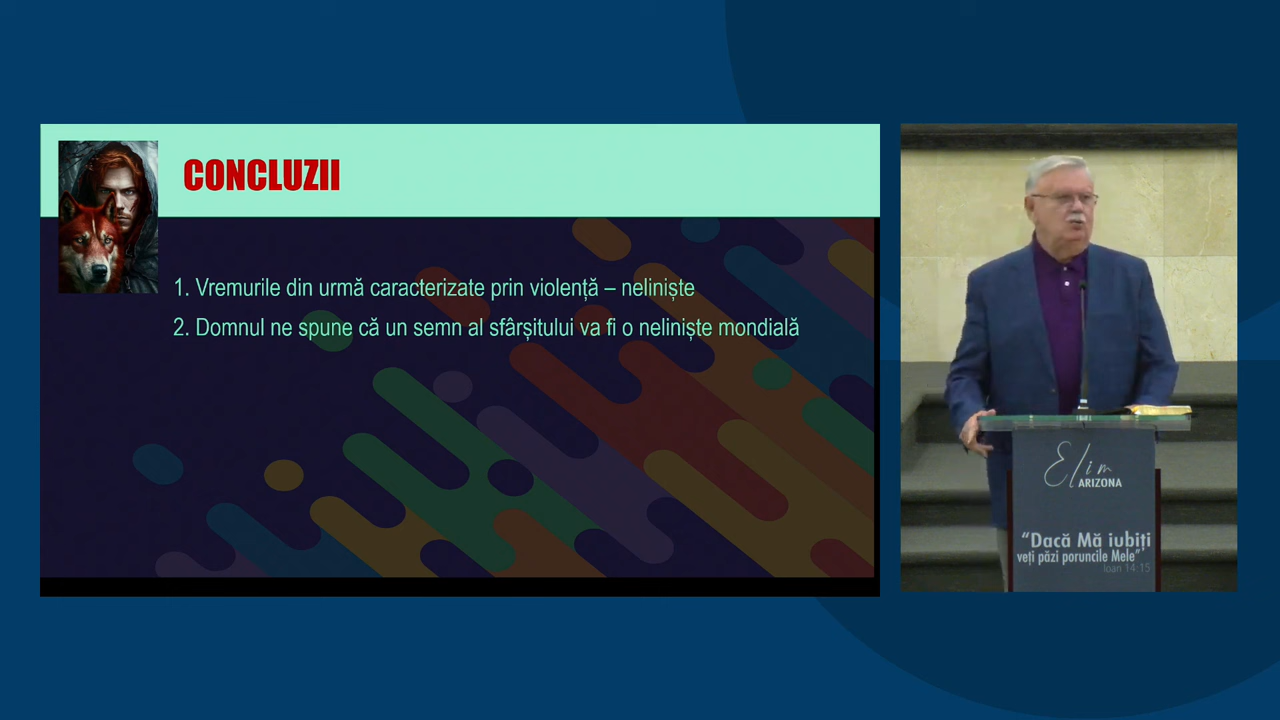 CONCLUZII
1. Vremurile din urmă caracterizate prin violență – neliniște
2. Domnul ne spune că un semn al sfârșitului va fi o neliniște mondială
Elim
ARIZONA
“Dacă Mă iubiți
veți păzi poruncile Mele”
Ioan 14:15